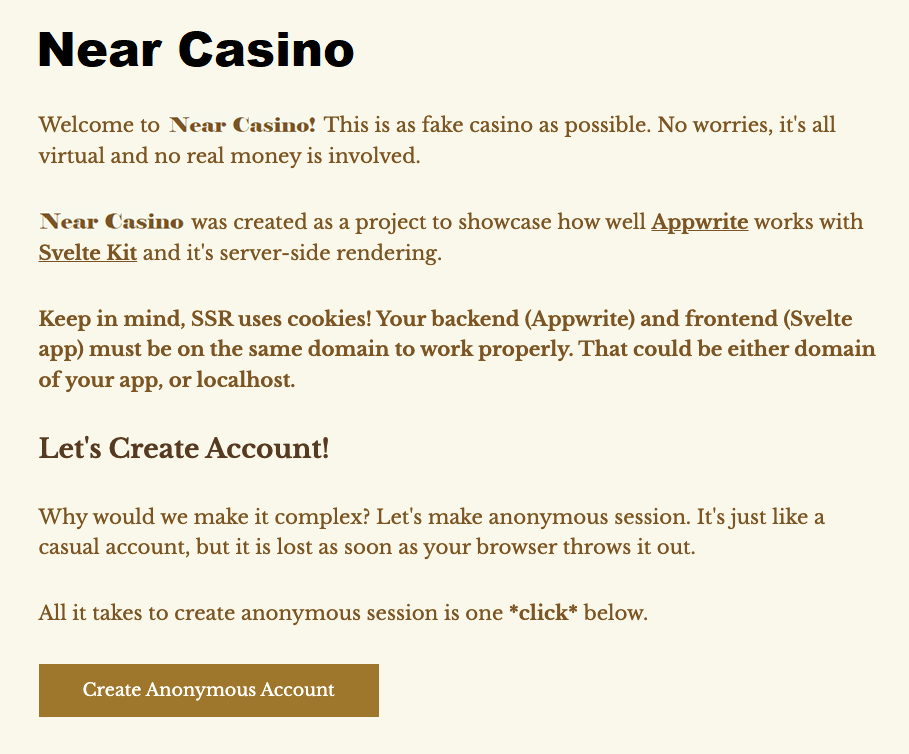 Near Casino
Welcome to Near Casino! This is as fake casino as possible. No worries, it's all
virtual and no real money is involved.
Near Casino was created as a project to showcase how well Appwrite works with
Svelte Kit and it's server-side rendering.
Keep in mind, SSR uses cookies! Your backend (Appwrite) and frontend (Svelte
app) must be on the same domain to work properly. That could be either domain
of your app, or localhost.
Let's Create Account!
Why would we make it complex? Let's make anonymous session. It's just like a
casual account, but it is lost as soon as your browser throws it out.
All it takes to create anonymous session is one *click* below.
Create Anonymous Account